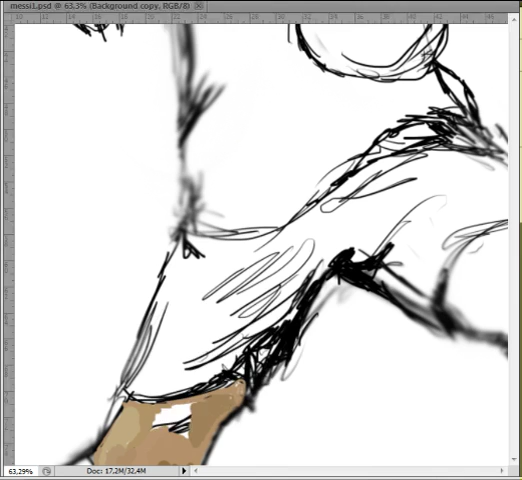 messi1.psd @ 63,3% (Background copy, RGB/8)
63,29%
Doc: 17,2M/32,4M